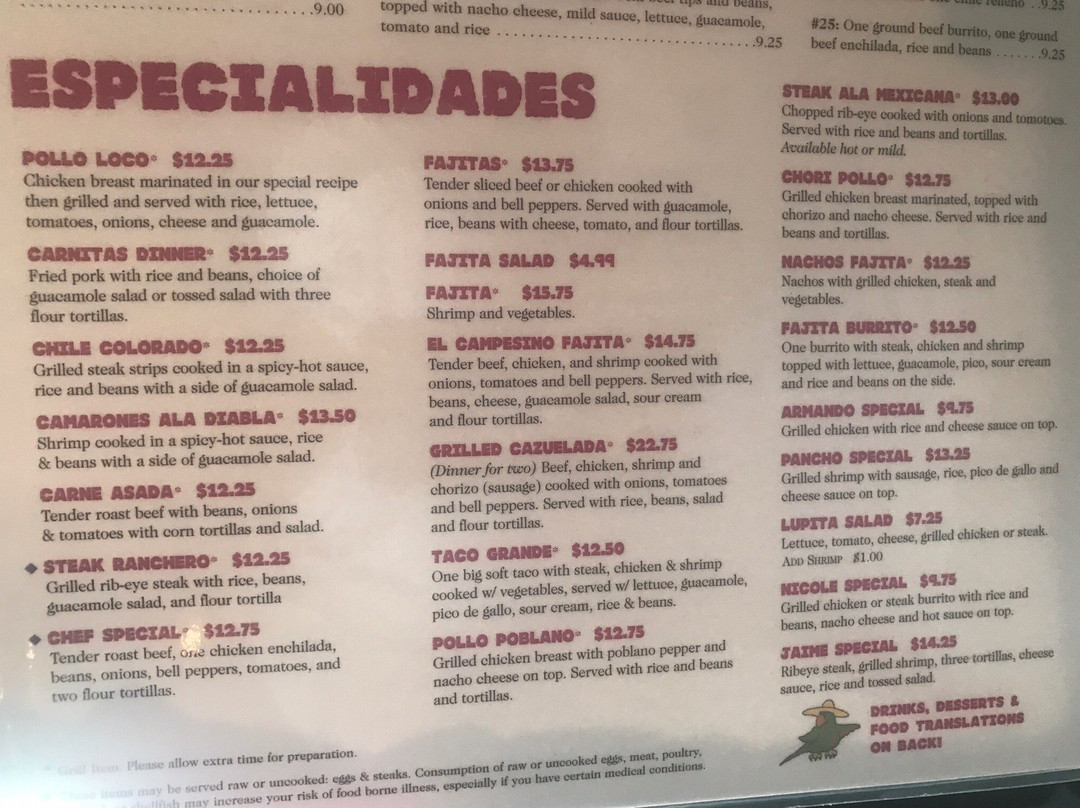 .................................9.00
topped with nacho cheese, mild sauce, lettuce, guacamole,
tomato and rice ....................................9.25
9.25
#25: One ground beef burrito, one ground
beef enchilada, rice and beans .......9.25
ESPECIALIDADES
POLLO LOCO* $12.25
Chicken breast marinated in our special recipe
then grilled and served with rice, lettuce,
tomatoes, onions, cheese and guacamole.
CARNITAS DINNER* $12.25
Fried pork with rice and beans, choice of
guacamole salad or tossed salad with three
flour tortillas.
CHILE COLORADO* $12.25
Grilled steak strips cooked in a spicy-hot sauce,
rice and beans with a side of guacamole salad.
CAMARONES ALA DIABLA* $13.50
Shrimp cooked in a spicy-hot sauce, rice
& beans with a side of guacamole salad.
CARNE ASADA* $12.25
Tender roast beef with beans, onions
& tomatoes with corn tortillas and salad.
STEAK RANCHERO* $12.25
Grilled rib-eye steak with rice, beans,
guacamole salad, and flour tortilla
CHEF SPECIAL* $12.75
Tender roast beef, one chicken enchilada,
beans, onions, bell peppers, tomatoes, and
two flour tortillas.
FAJITAS* $13.75
Tender sliced beef or chicken cooked with
onions and bell peppers. Served with guacamole,
rice, beans with cheese, tomato, and flour tortillas.
FAJITA SALAD $4.99
FAJITA* $15.75
Shrimp and vegetables.
EL CAMPESINO FAJITA* $14.75
Tender beef, chicken, and shrimp cooked with
onions, tomatoes and bell peppers. Served with rice,
beans, cheese, guacamole salad, sour cream
and flour tortillas.
GRILLED CAZUELADA* $22.75
(Dinner for two) Beef, chicken, shrimp and
chorizo (sausage) cooked with onions, tomatoes
and bell peppers. Served with rice, beans, salad
and flour tortillas.
TACO GRANDE* $12.50
One big soft taco with steak, chicken & shrimp
cooked w/ vegetables, served w/ lettuce, guacamole,
pico de gallo, sour cream, rice & beans.
POLLO POBLANO* $12.75
Grilled chicken breast with poblano pepper and
nacho cheese on top. Served with rice and beans
and tortillas.
STEAK ALA MEXICANA* $13.00
Chopped rib-eye cooked with onions and tomotoes.
Served with rice and beans and tortillas.
Available hot or mild.
CHORI POLLO* $12.75
Grilled chicken breast marinated, topped with
chorizo and nacho cheese. Served with rice and
beans and tortillas.
NACHOS FAJITA* $12.25
Nachos with grilled chicken, steak and
vegetables.
FAJITA BURRITO* $12.50
One burrito with steak, chicken and shrimp
topped with lettuce, guacamole, pico, sour cream
and rice and beans on the side.
ARMANDO SPECIAL $9.75
Grilled chicken with rice and cheese sauce on top.
PANCHO SPECIAL $13.25
Grilled shrimp with sausage, rice, pico de gallo and
cheese sauce on top.
LUPITA SALAD $7.25
Lettuce, tomato, cheese, grilled chicken or steak.
ADD SHRIMP $1.00
NICOLE SPECIAL $9.75
Grilled chicken or steak burrito with rice and
beans, nacho cheese and hot sauce on top.
JAIME SPECIAL $14.25
Ribeye steak, grilled shrimp, three tortillas, cheese
sauce, rice and tossed salad.
DRINKS, DESSERTS &
FOOD TRANSLATIONS
ON BACK!
Please allow extra time for preparation.
items may be served raw or uncooked: eggs & steaks. Consumption of raw or uncooked eggs, meat, poultry,
may increase your risk of food borne illness, especially if you have certain medical conditions.